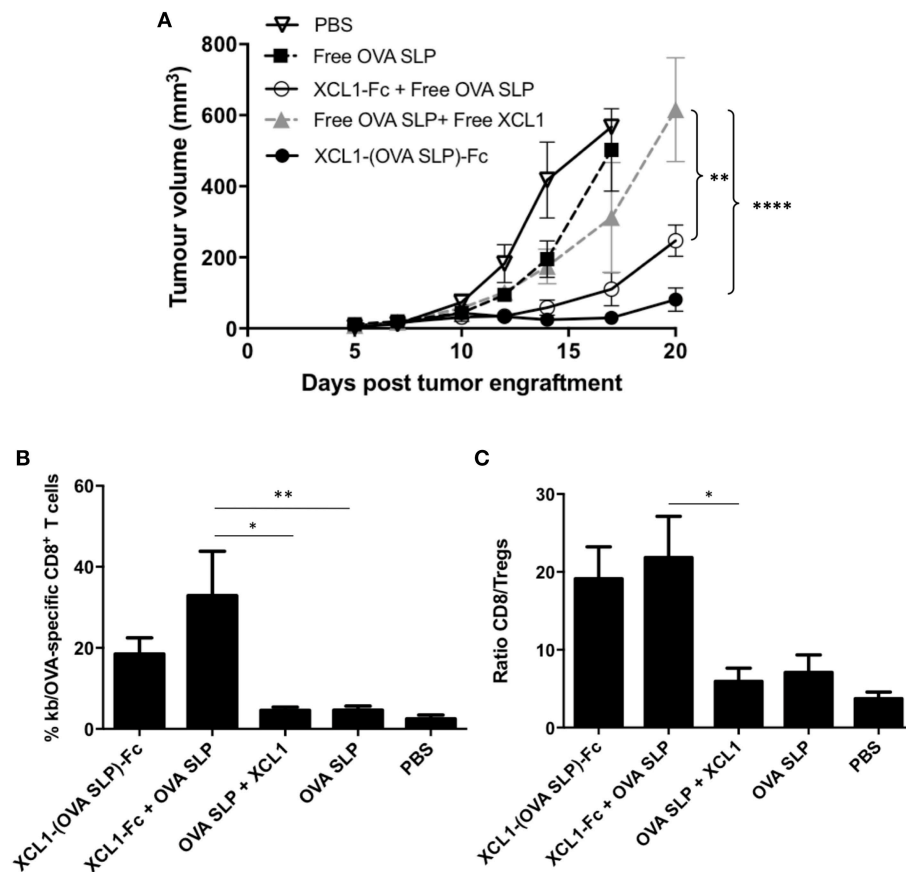 A
PBS
Free OVA SLP
XCL1-Fc + Free OVA SLP
Free OVA SLP+ Free XCL1
XCL1-(OVA SLP)-Fc
Tumour volume (mm³)
800
600
400
200
0
**
****
0 5 10 15 20
Days post tumor engraftment
B
% kb/OVA-specific CD8⁺ T cells
60
40
20
0
**
*
XCL1-(OVA SLP)-Fc
XCL1-Fc + OVA SLP
OVA SLP + XCL1
OVA SLP
PBS
C
Ratio CD8/Tregs
30
20
10
0
*
XCL1-(OVA SLP)-Fc
XCL1-Fc + OVA SLP
OVA SLP + XCL1
OVA SLP
PBS